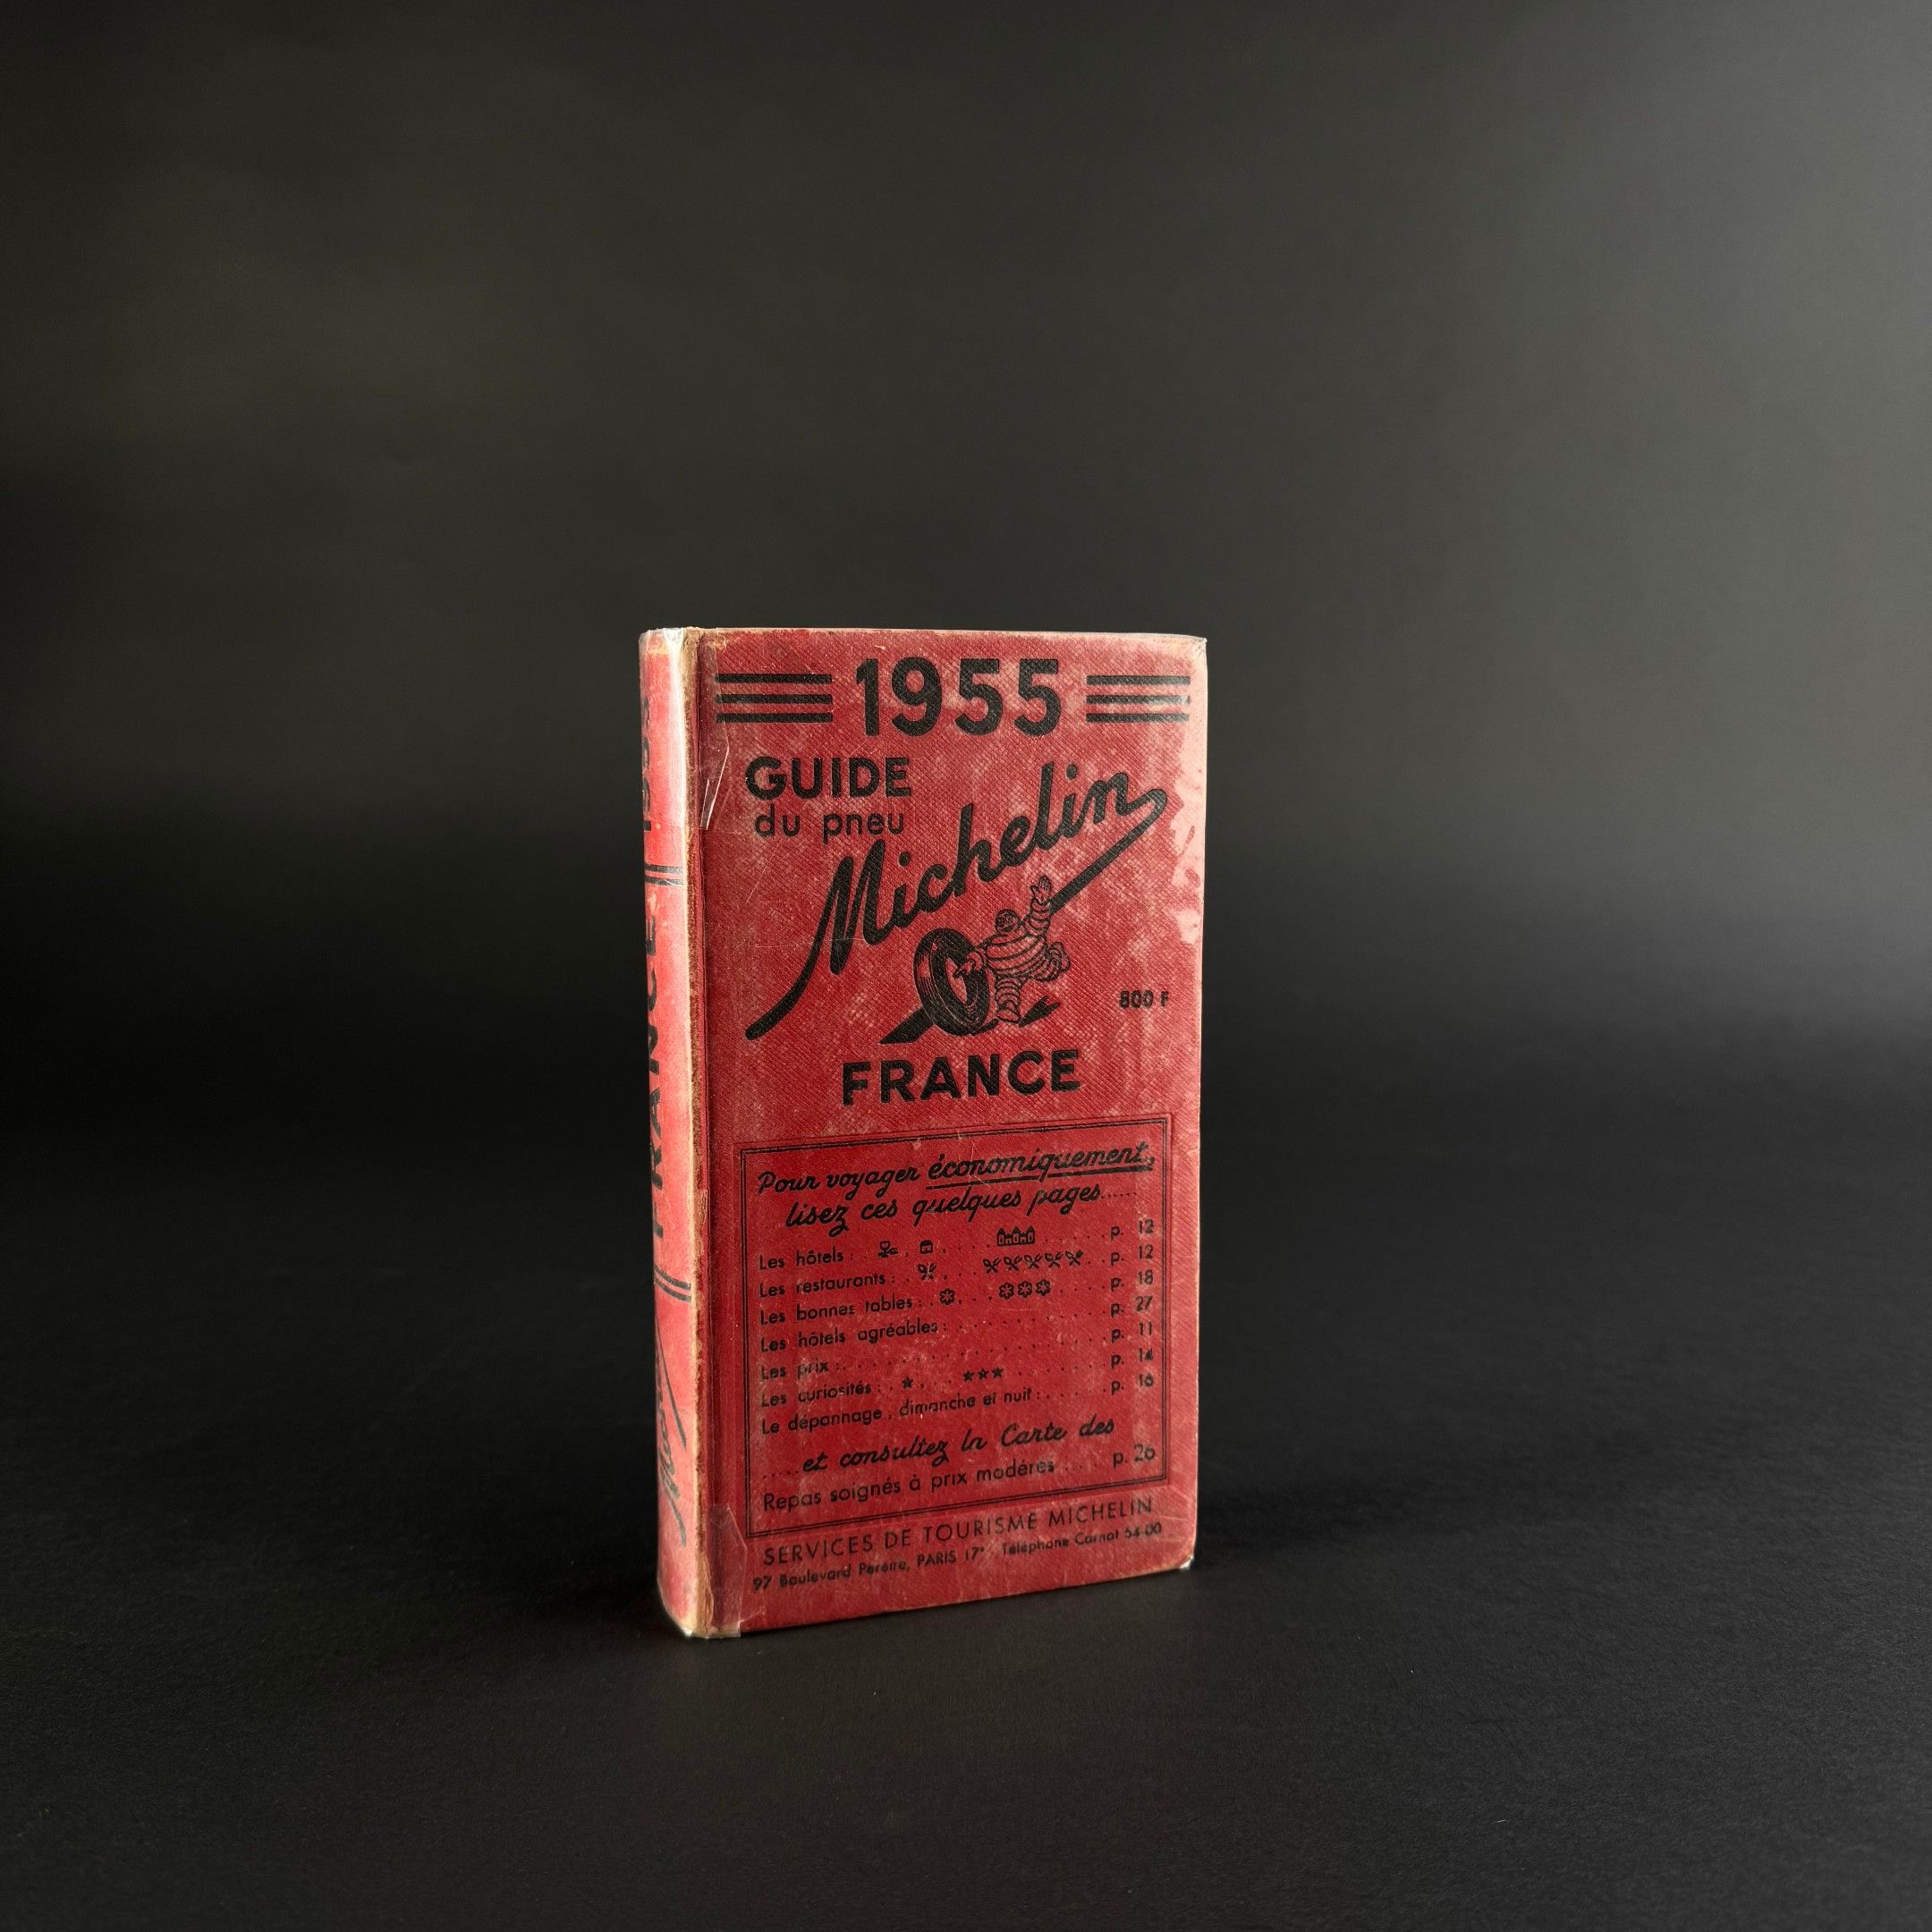 1955
GUIDE
du pneu
Michelin
800 F
FRANCE
Pour voyager économiquement,
lisez ces quelques pages......
Les hôtels : . . . . p. 12
Les restaurants : . . . . . p. 12
Les bonnes tables : . . . . p. 18
Les hôtels agréables : . . . . p. 27
Les prix : . . . . p. 11
Les curiosités : ★ . . . ★★★ . . . . p. 14
Le dépannage, dimanche et nuit : . . . . p. 16
....et consultez la Carte des
Repas soignés à prix modérés . . . . p. 26
SERVICES DE TOURISME MICHELIN
97 Boulevard Pereire, PARIS 17e Téléphone Carnot 54-00
FRANCE